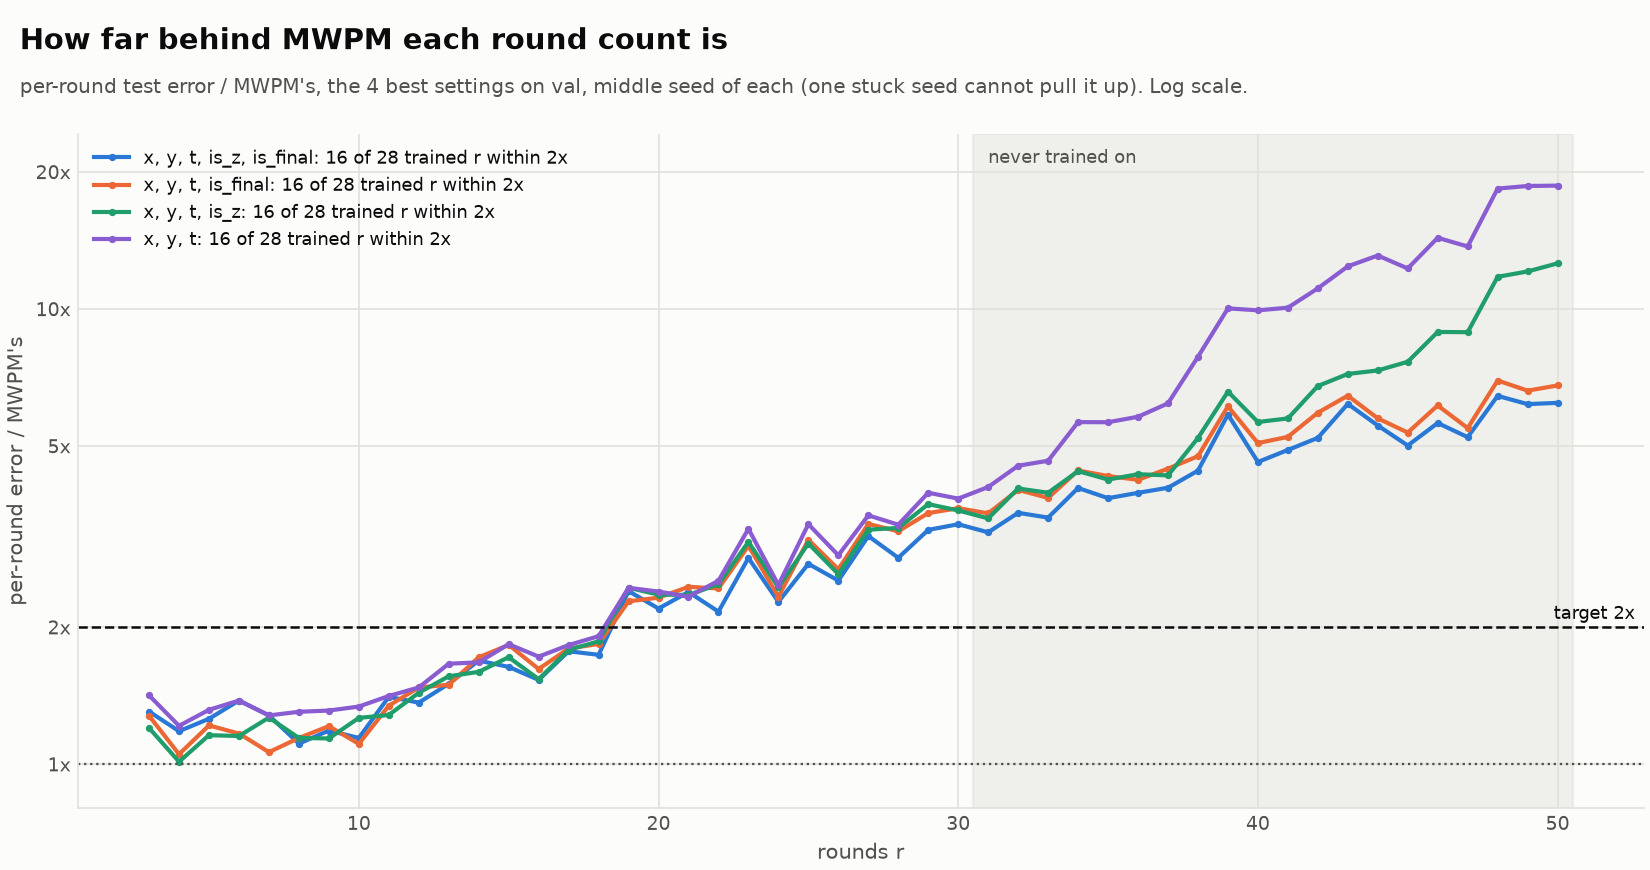 How far behind MWPM each round count is
per-round test error / MWPM's, the 4 best settings on val, middle seed of each (one stuck seed cannot pull it up). Log scale.
x, y, t, is_z, is_final: 16 of 28 trained r within 2x
x, y, t, is_final: 16 of 28 trained r within 2x
x, y, t, is_z: 16 of 28 trained r within 2x
x, y, t: 16 of 28 trained r within 2x
never trained on
20x
10x
5x
2x
1x
target 2x
per-round error / MWPM's
10
20
30
40
50
rounds r